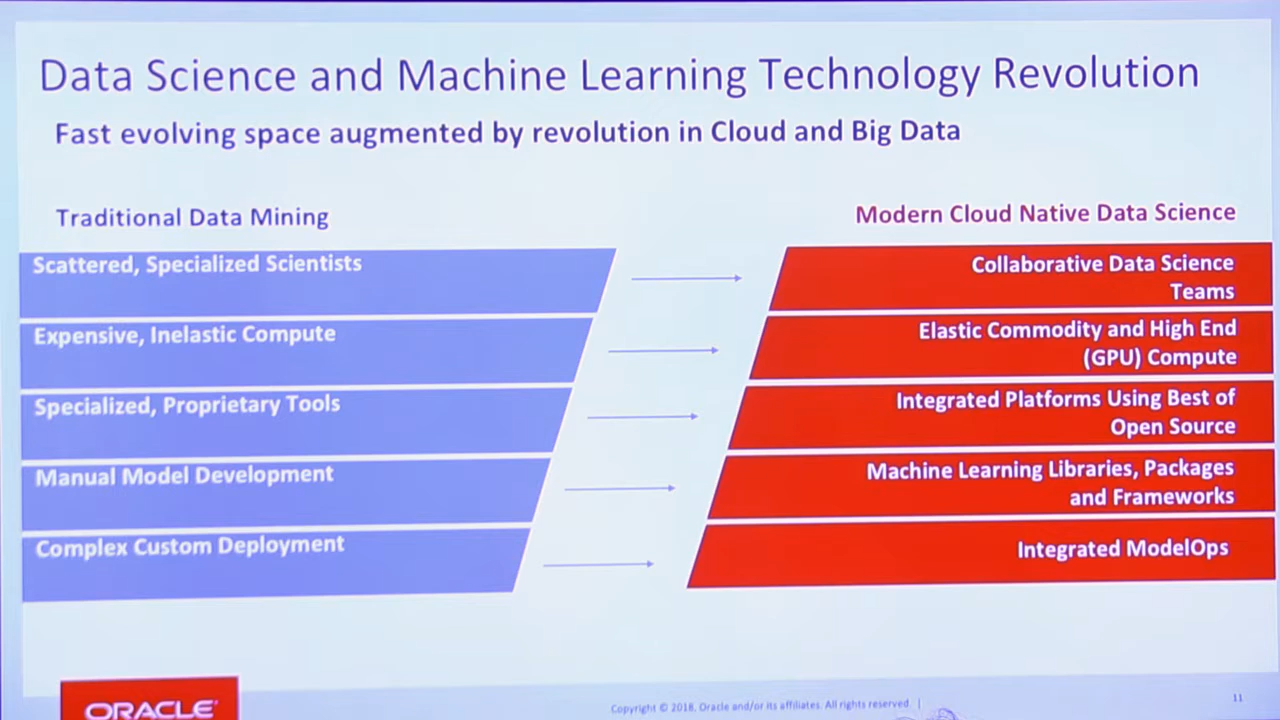 Data Science and Machine Learning Technology Revolution
Fast evolving space augmented by revolution in Cloud and Big Data
Traditional Data Mining
Modern Cloud Native Data Science
Scattered, Specialized Scientists
Collaborative Data Science
Teams
Expensive, Inelastic Compute
Elastic Commodity and High End
(GPU) Compute
Specialized, Proprietary Tools
Integrated Platforms Using Best of
Open Source
Manual Model Development
Machine Learning Libraries, Packages
and Frameworks
Complex Custom Deployment
Integrated ModelOps
ORACLE
Copyright © 2018, Oracle and/or its affiliates. All rights reserved. |
11